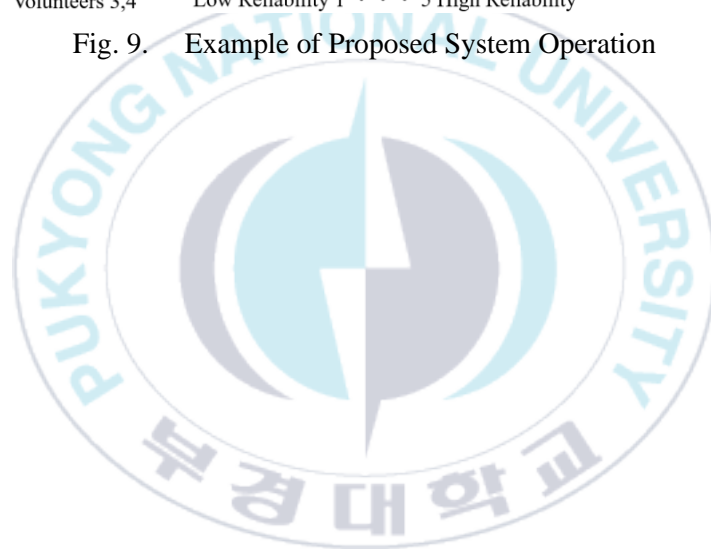 Volunteers 3,4 Low Reliability 1 5 High Reliability
Fig. 9. Example of Proposed System Operation
PUKYONG NATIONAL UNIVERSITY
부경대학교